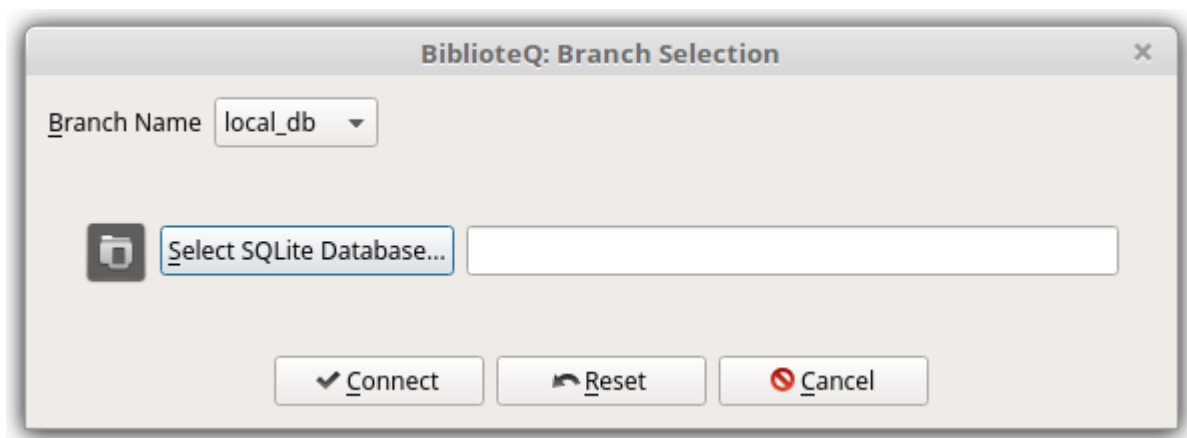 BiblioteQ: Branch Selection
Branch Name local_db
Select SQLite Database...
Connect Reset Cancel